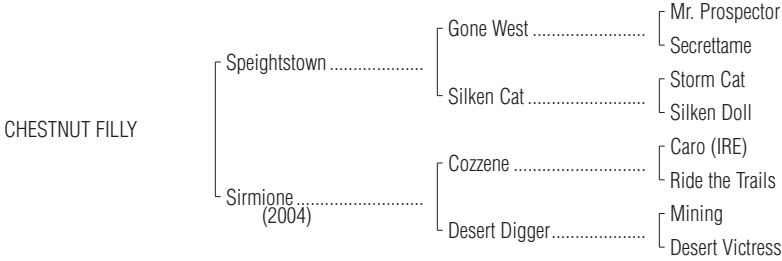 Mr. Prospector
Gone West ........................
Secrettame
Speightstown ....................
Storm Cat
Silken Cat .........................
Silken Doll
CHESTNUT FILLY
Caro (IRE)
Cozzene ............................
Ride the Trails
Sirmione ...........................
(2004)
Mining
Desert Digger....................
Desert Victress